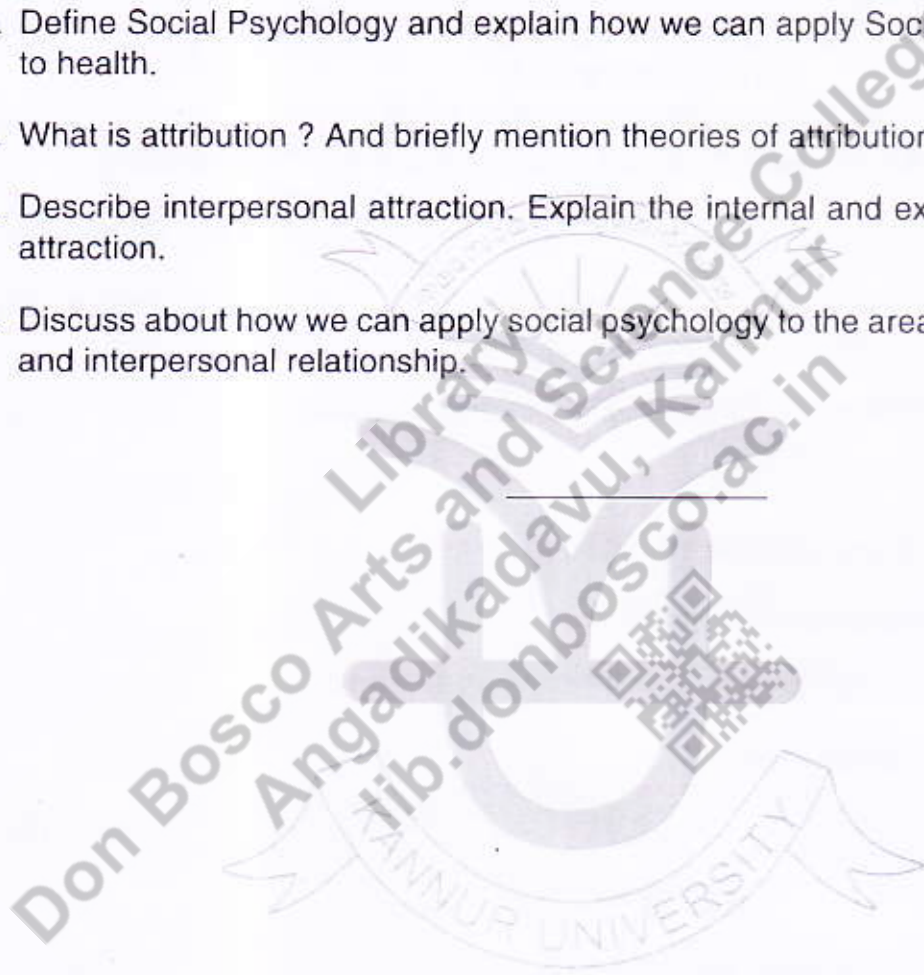 Define Social Psychology and explain how we can apply Soc
to health.
What is attribution ? And briefly mention theories of attribution
Describe interpersonal attraction. Explain the internal and ex
attraction.
Discuss about how we can apply social psychology to the area
and interpersonal relationship.
Library
Don Bosco Arts and Science Colleg
Angadikadavu, Kannur
lib.donbosco.ac.in
KANNUR UNIVERSITY